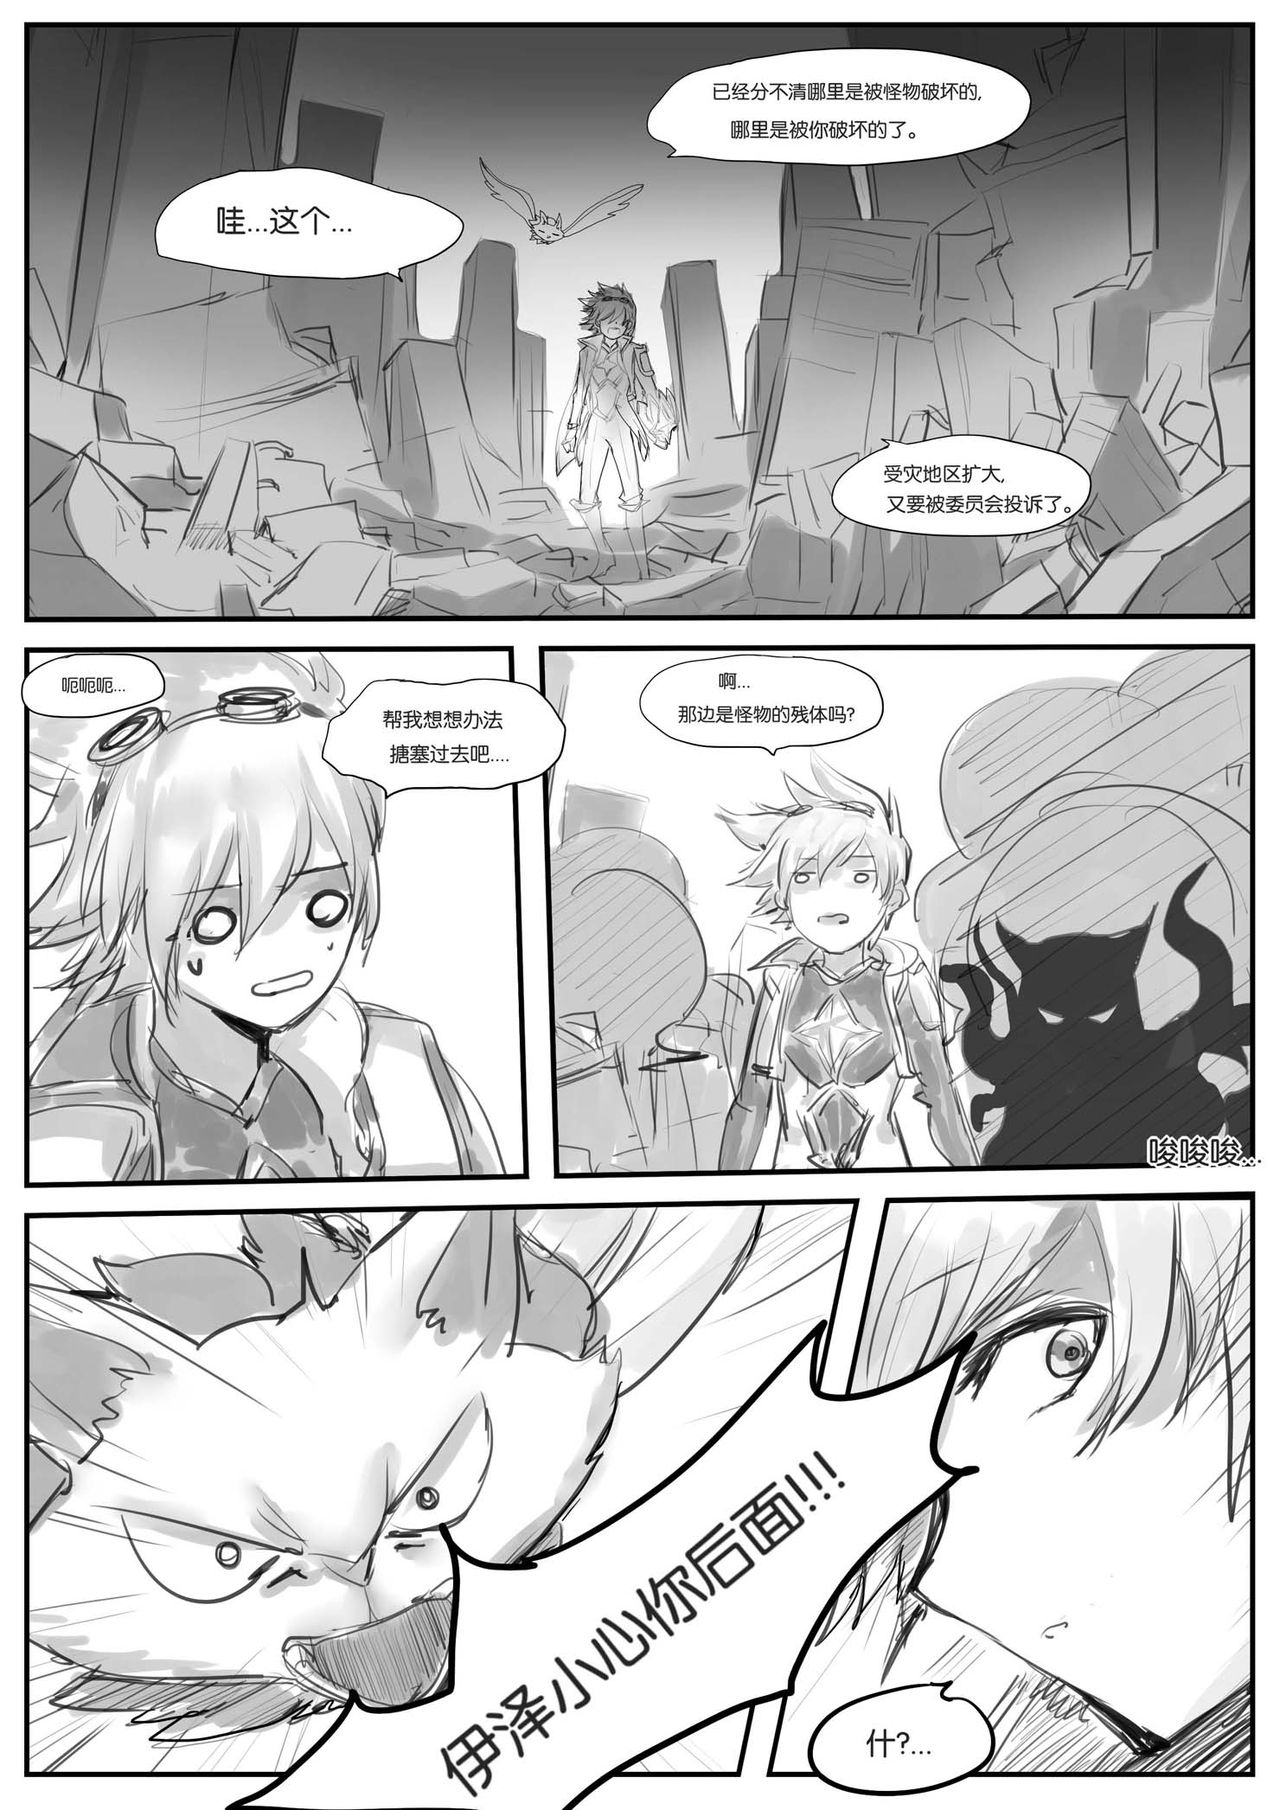 哇...这个...
已经分不清哪里是被怪物破坏的,
哪里是被你破坏的了。
受灾地区扩大,
又要被委员会投诉了。
呃呃呃...
帮我想想办法
搪塞过去吧....
啊...
那边是怪物的残体吗?
唆唆唆...
伊泽小心你后面!!!
什?...